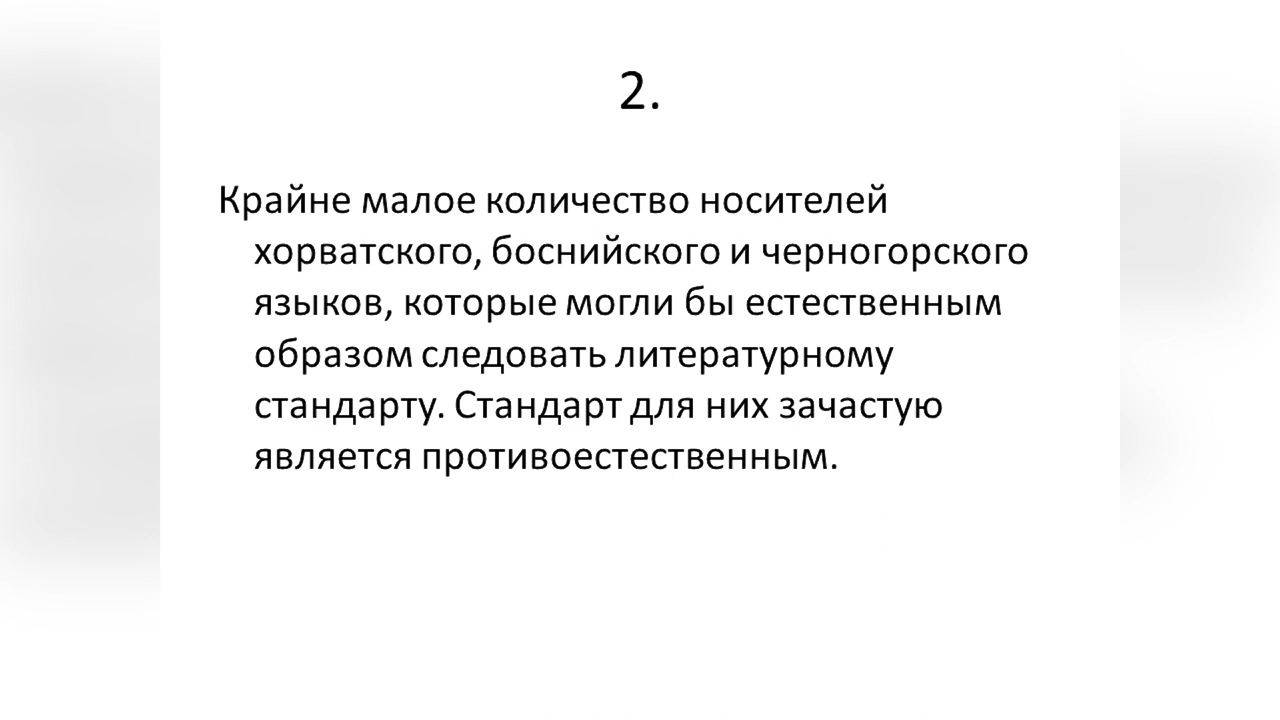 2.
Крайне малое количество носителей
хорватского, боснийского и черногорского
языков, которые могли бы естественным
образом следовать литературному
стандарту. Стандарт для них зачастую
является противоестественным.